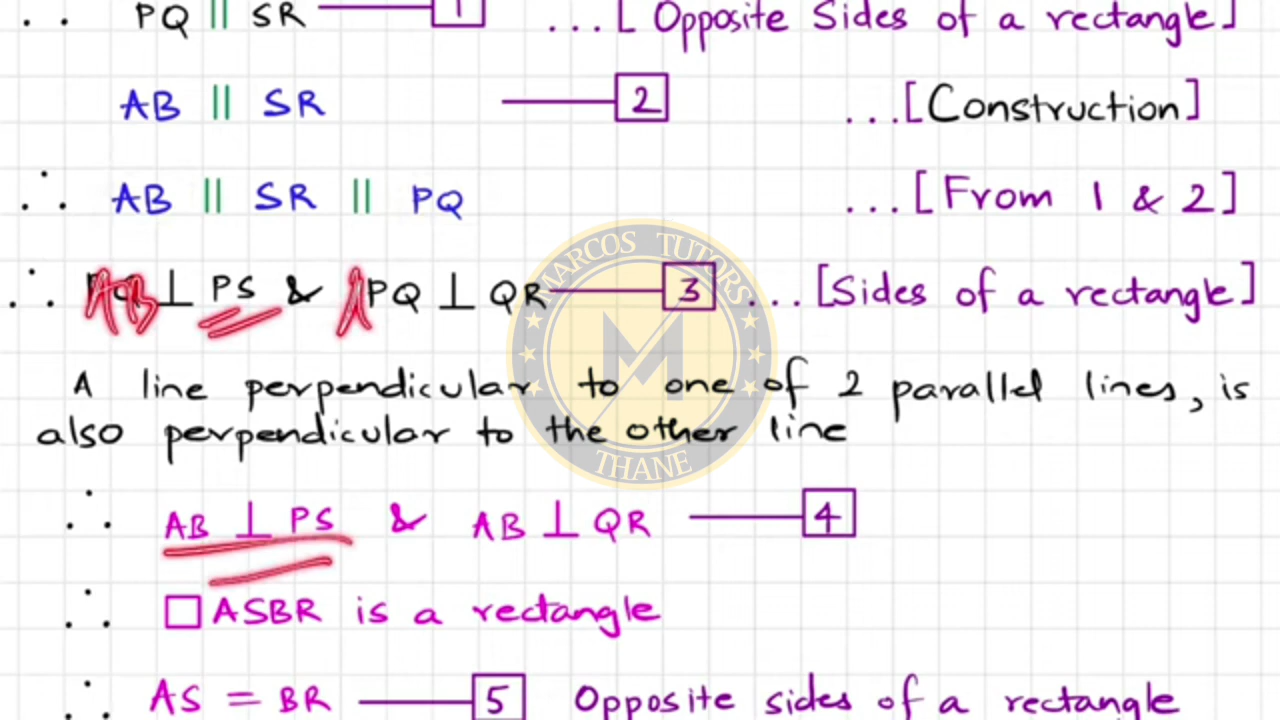 ∴ PQ || SR —— 1 ...[Opposite Sides of a rectangle]
AB || SR —— 2 ...[Construction]
∴ AB || SR || PQ ...[From 1 & 2]
∴ AB ⊥ PS & PQ ⊥ QR —— 3 ...[Sides of a rectangle]
A line perpendicular to one of 2 parallel lines, is
also perpendicular to the other line
∴ AB ⊥ PS & AB ⊥ QR —— 4
∴ □ASBR is a rectangle
∴ AS = BR —— 5 Opposite sides of a rectangle
MARCOS TUTORS
M
THANE